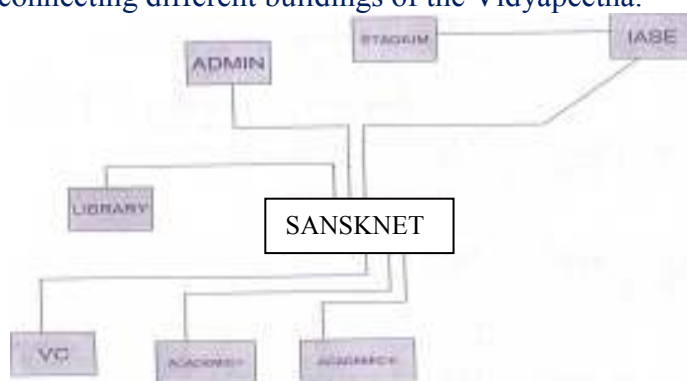 connecting different buildings of the Vidyapeetha.
STADIUM
IASE
ADMIN
LIBRARY
SANSKNET
VC